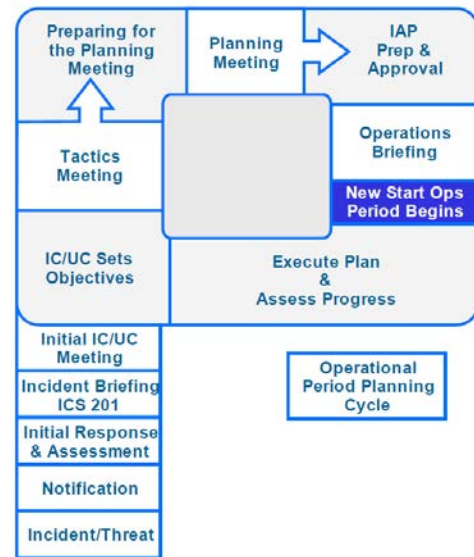 Preparing for
the Planning
Meeting
Planning
Meeting
IAP
Prep &
Approval
Tactics
Meeting
Operations
Briefing
New Start Ops
Period Begins
IC/UC Sets
Objectives
Execute Plan
&
Assess Progress
Initial IC/UC
Meeting
Incident Briefing
ICS 201
Initial Response
& Assessment
Notification
Incident/Threat
Operational
Period Planning
Cycle